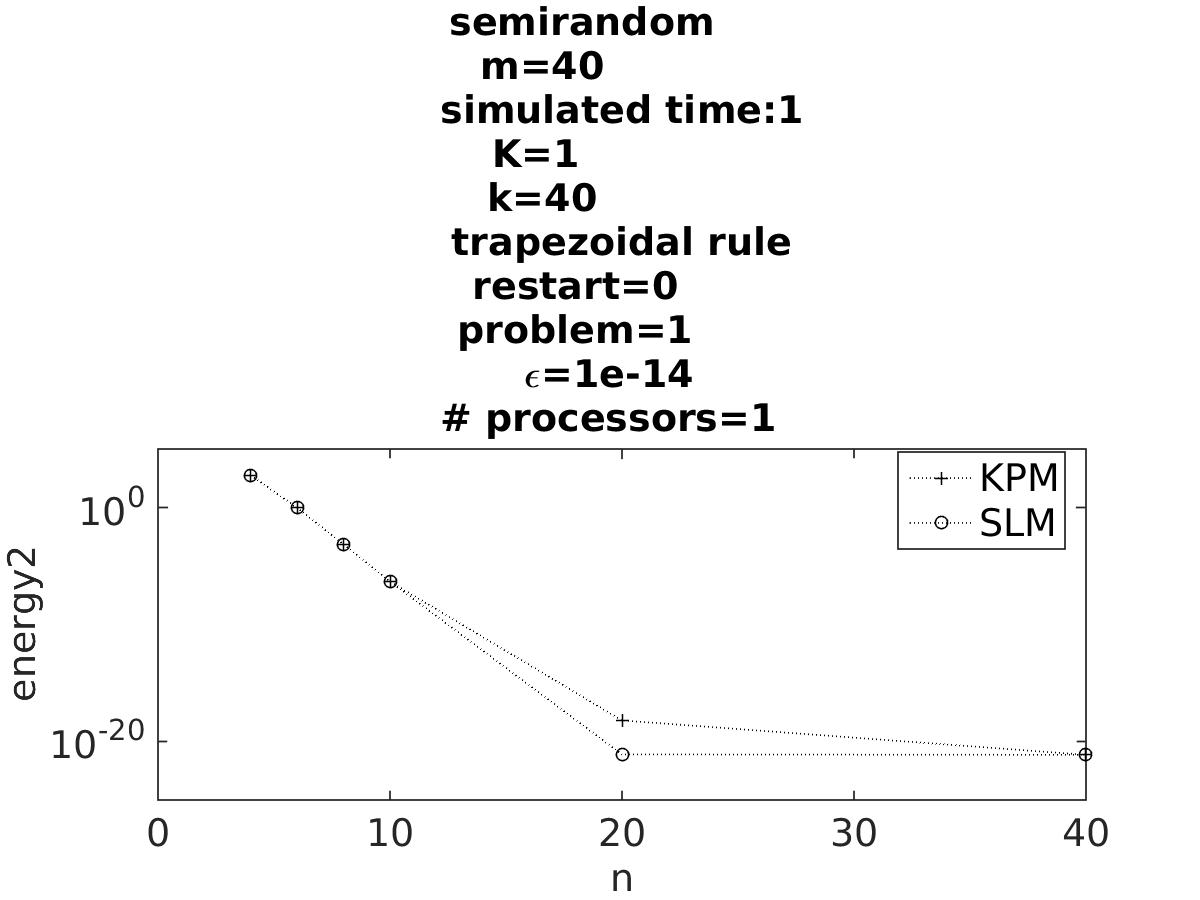 semirandom
m=40
simulated time:1
K=1
k=40
trapezoidal rule
restart=0
problem=1
ϵ=1e-14
# processors=1
KPM
SLM
10^0
10^-20
energy2
0 10 20 30 40
n